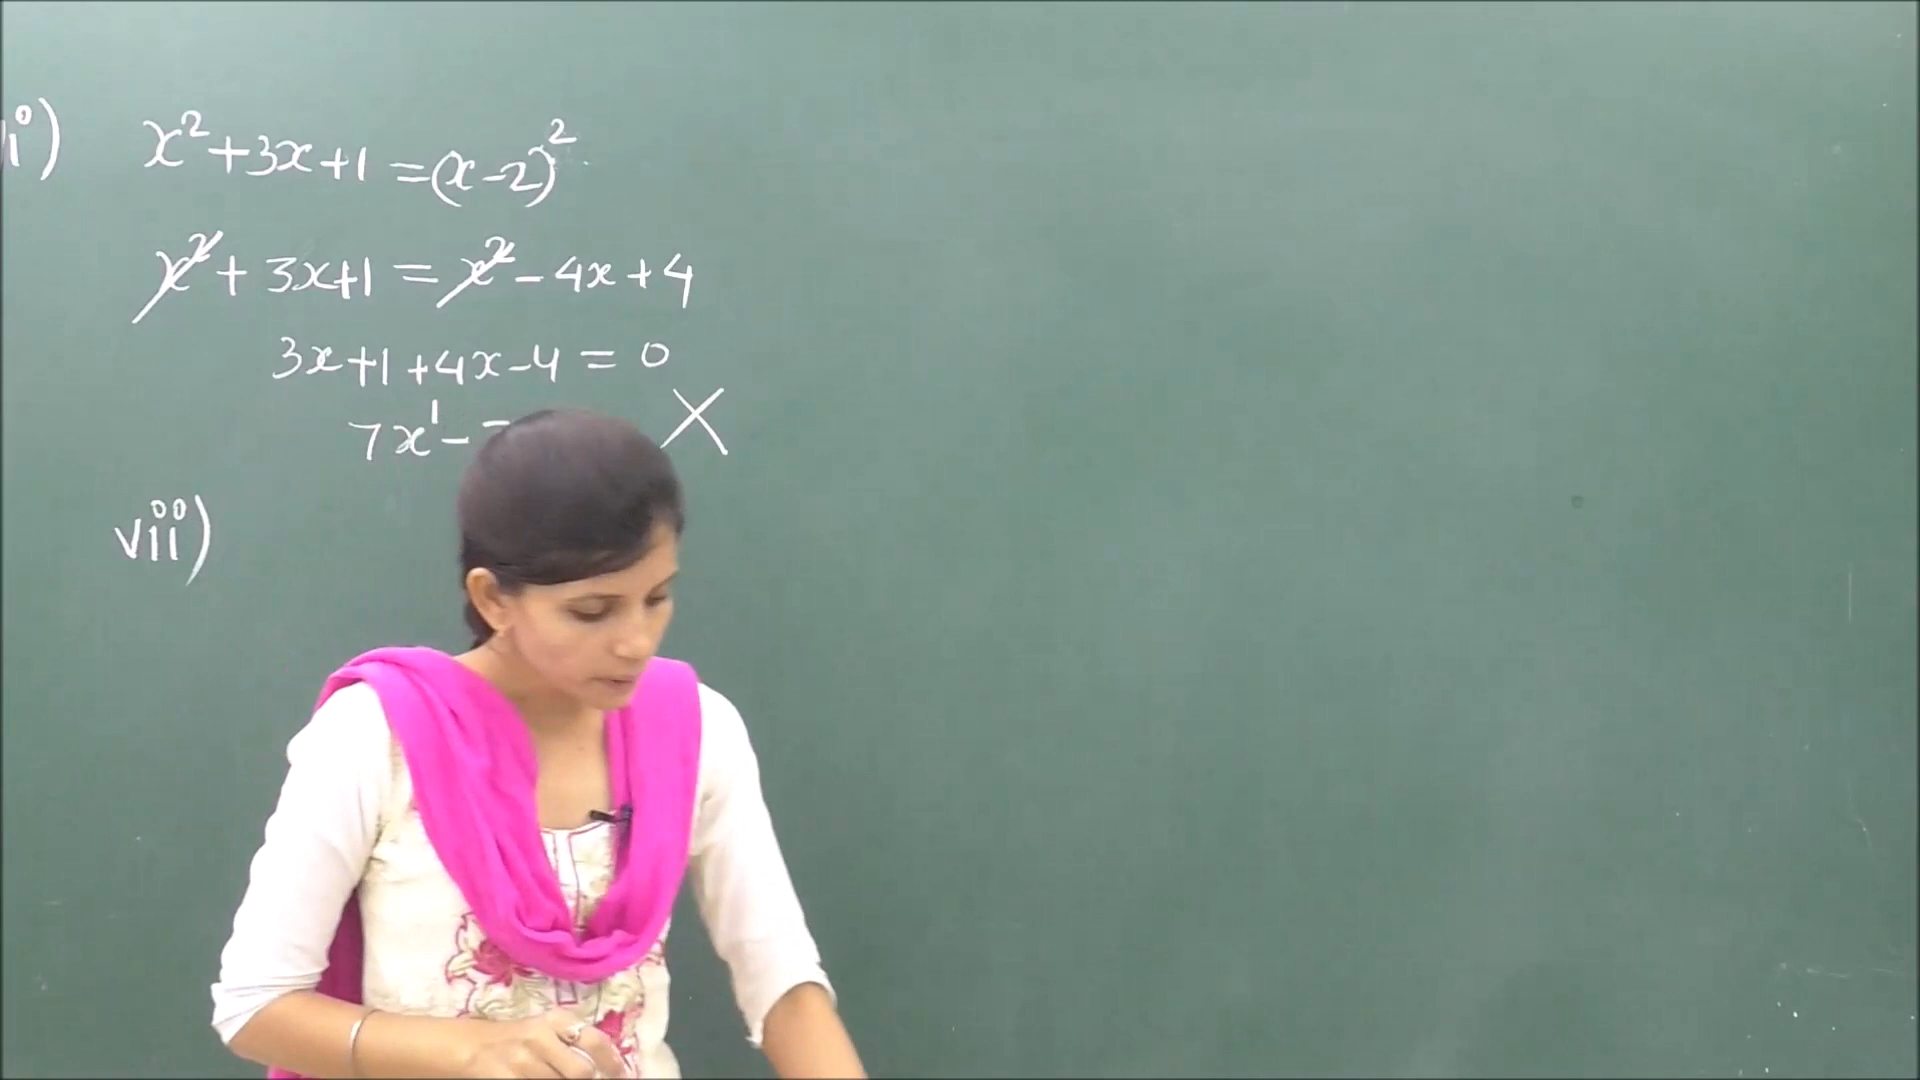 i) x²+3x+1 =(x-2)²
x²+ 3x+1 = x²- 4x+4
3x+1+4x-4 = 0
7x¹-
vii)